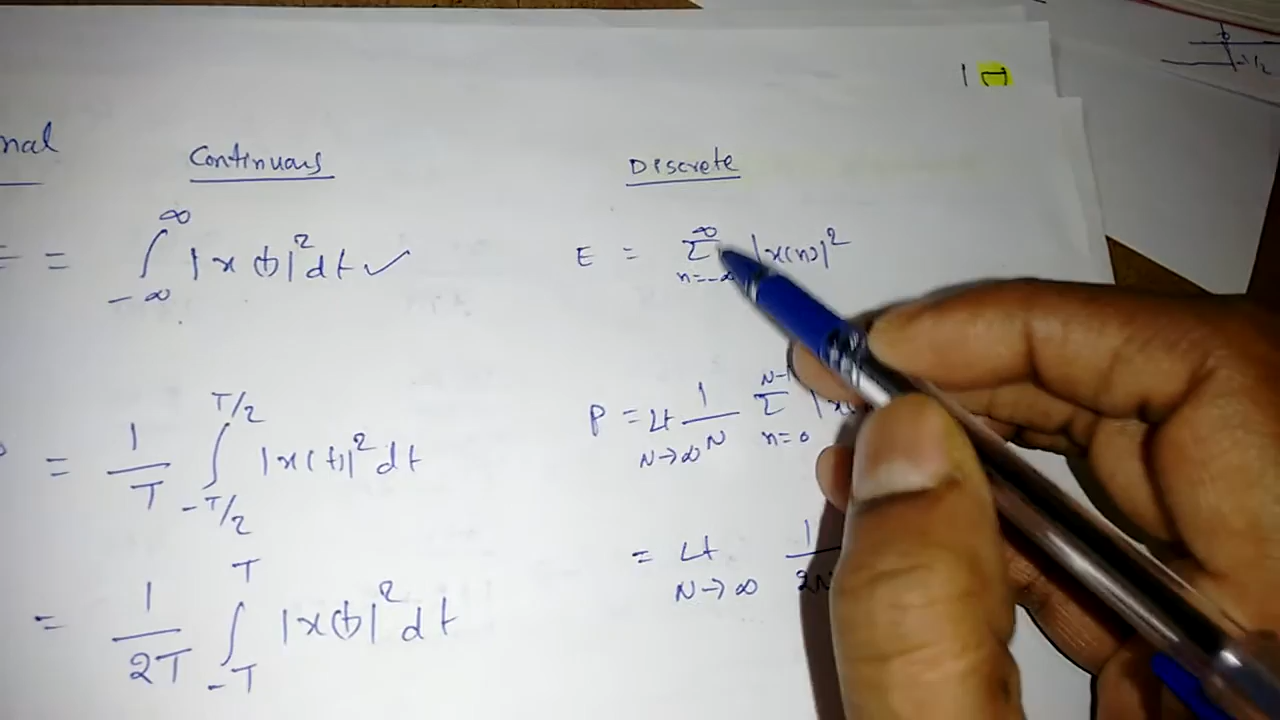 nal
Continuous
Discrete
= ∫_{-∞}^{∞} |x(t)|² dt ✓
E = Σ_{n=-∞}^{∞} |x(n)|²
= 1/T ∫_{-T/2}^{T/2} |x(t)|² dt
P = Lt_{N→∞} 1/N Σ_{n=0}
= 1/2T ∫_{-T}^{T} |x(t)|² dt
= Lt_{N→∞} 1